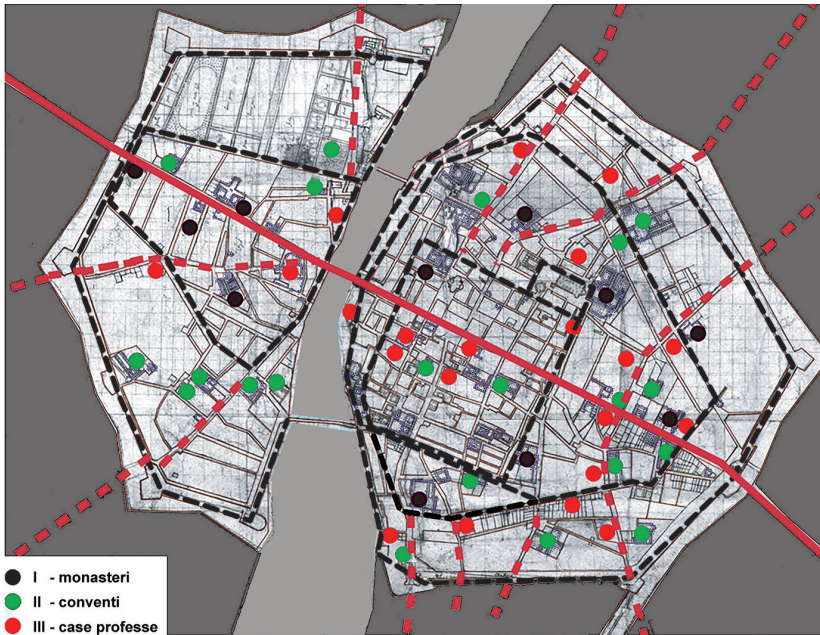 I - monasteri
II - conventi
III - case professe